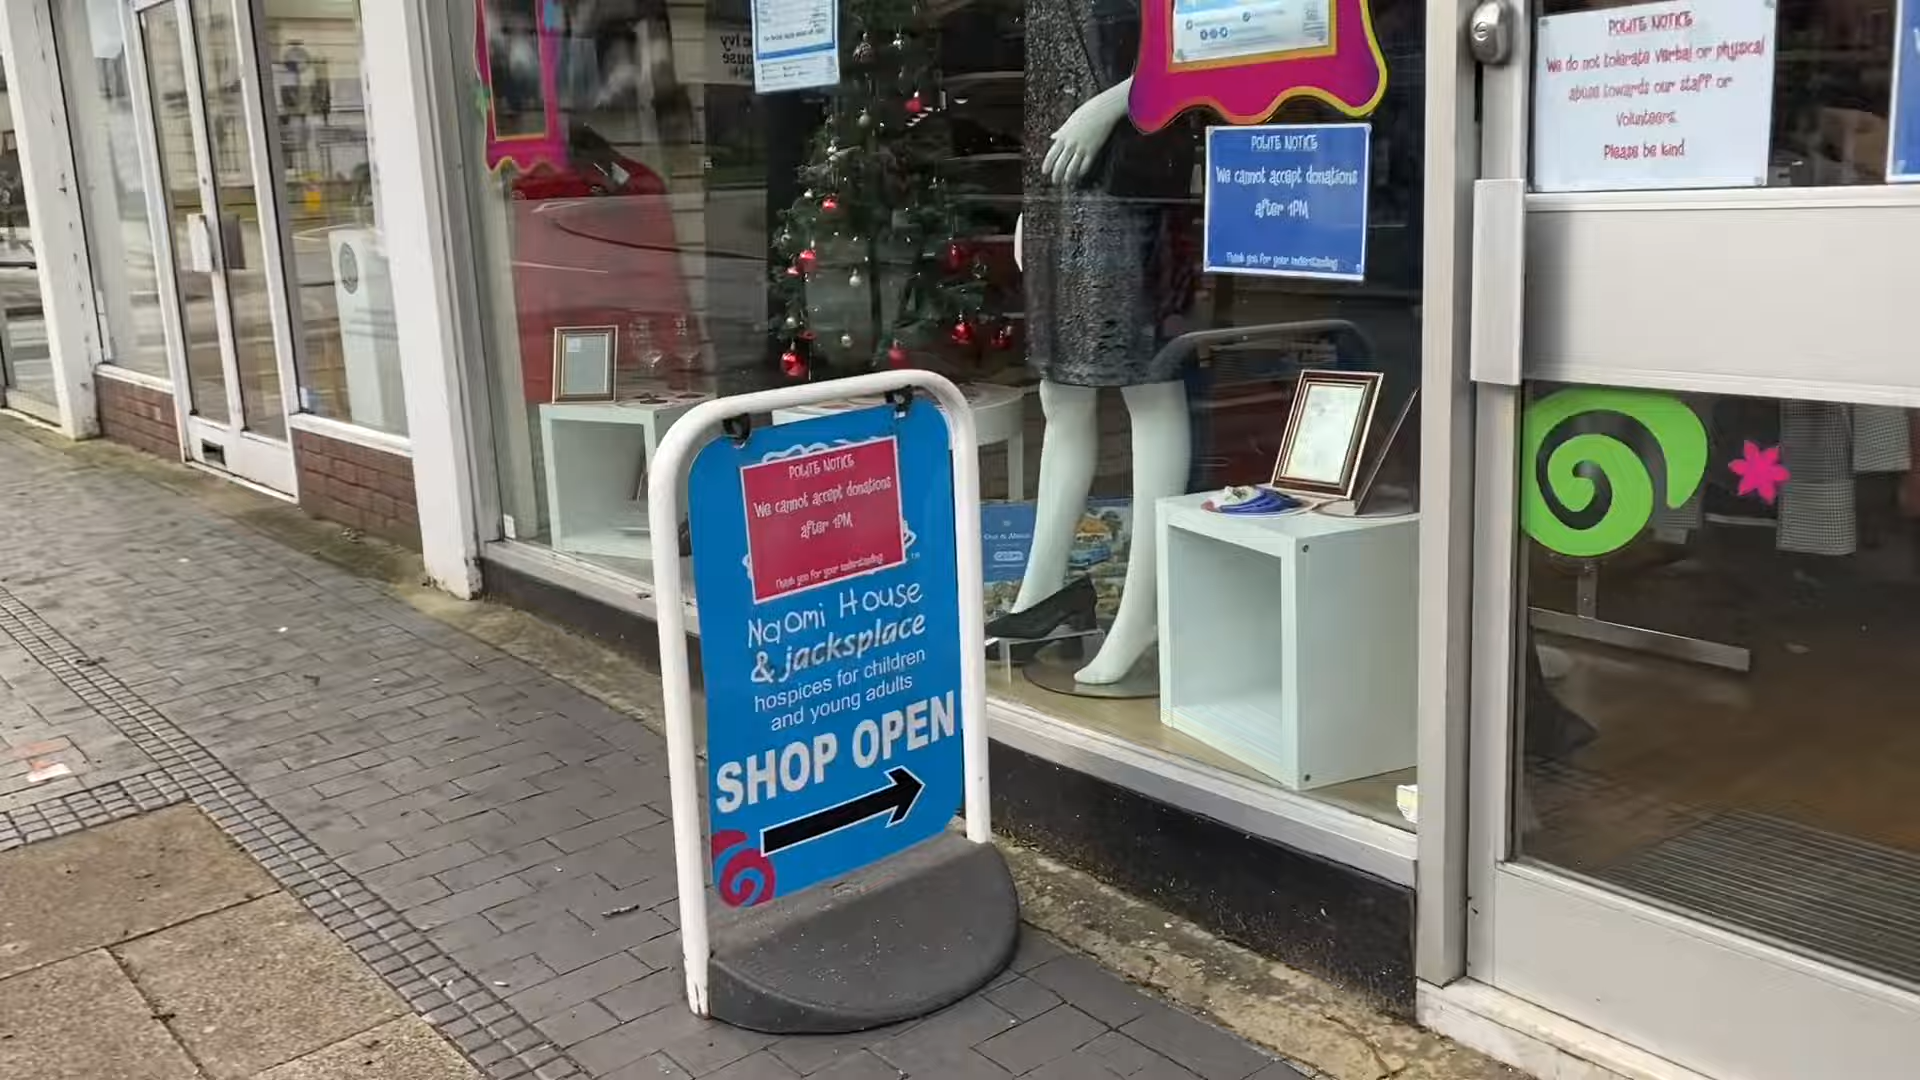 POLITE NOTICE
We cannot accept donations
after 1PM
Thank you for your understanding
Naomi House
& jacksplace
hospices for children
and young adults
SHOP OPEN
POLITE NOTICE
We cannot accept donations
after 1PM
Thank you for your understanding
POLITE NOTICE
We do not tolerate verbal or physical
abuse towards our staff or
Volunteers.
Please be kind